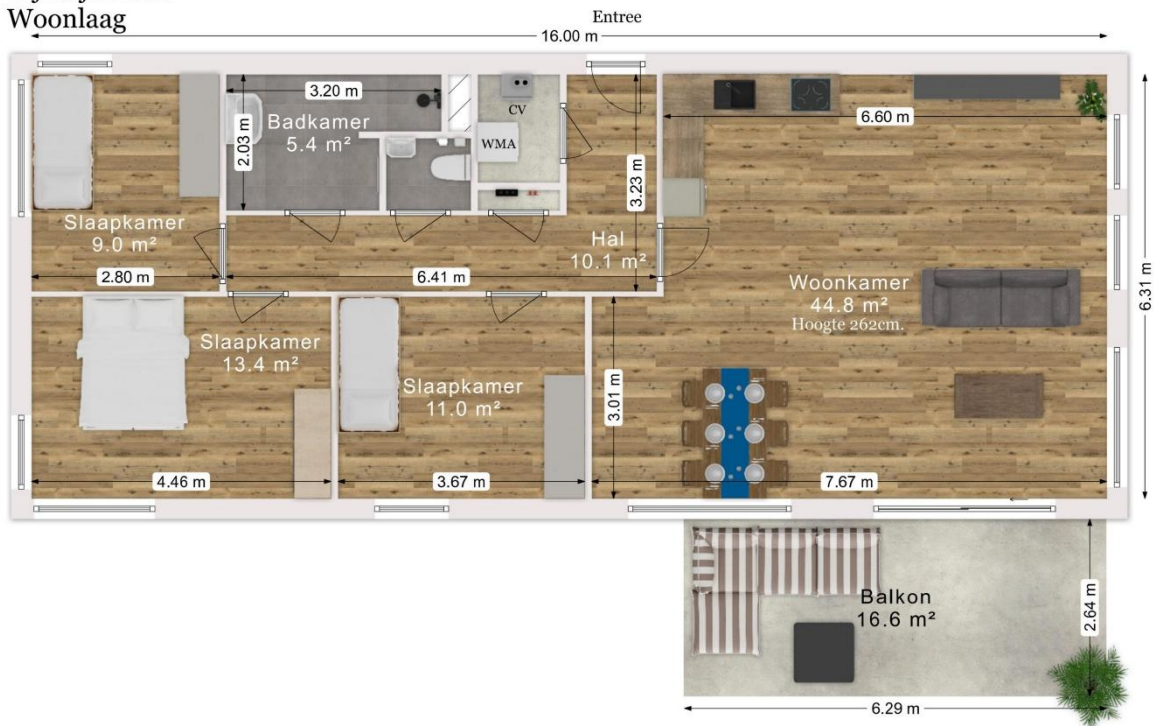 Woonlaag
Entree
16.00 m
3.20 m
CV
6.60 m
Badkamer
5.4 m²
2.03 m
WMA
3.23 m
Slaapkamer
9.0 m²
Hal
10.1 m²
2.80 m
6.41 m
Woonkamer
44.8 m²
Hoogte 262cm.
6.31 m
Slaapkamer
13.4 m²
Slaapkamer
11.0 m²
3.01 m
4.46 m
3.67 m
7.67 m
Balkon
16.6 m²
2.64 m
6.29 m